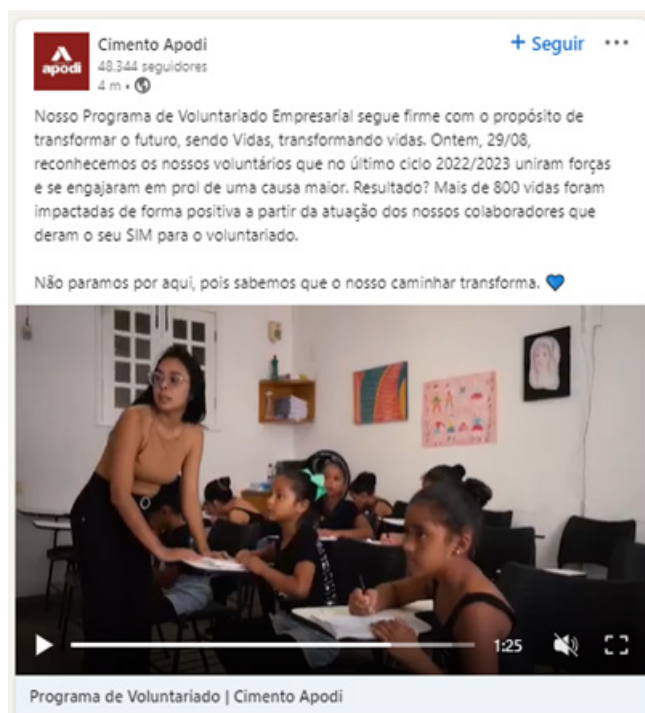 apodi
Cimento Apodi
48.344 seguidores
4 m •
+ Seguir ...
Nosso Programa de Voluntariado Empresarial segue firme com o propósito de
transformar o futuro, sendo Vidas, transformando vidas. Ontem, 29/08,
reconhecemos os nossos voluntários que no último ciclo 2022/2023 uniram forças
e se engajaram em prol de uma causa maior. Resultado? Mais de 800 vidas foram
impactadas de forma positiva a partir da atuação dos nossos colaboradores que
deram o seu SIM para o voluntariado.
Não paramos por aqui, pois sabemos que o nosso caminhar transforma. 💙
1:25
Programa de Voluntariado | Cimento Apodi